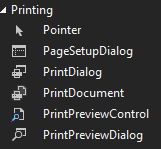 Printing
Pointer
PageSetupDialog
PrintDialog
PrintDocument
PrintPreviewControl
PrintPreviewDialog